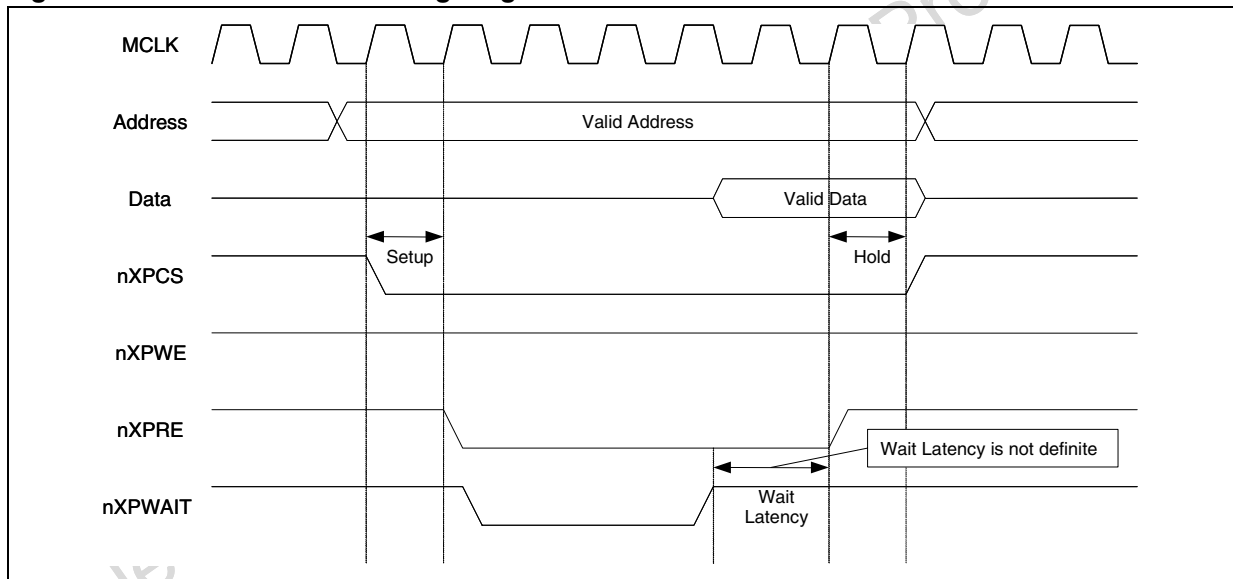 MCLK
Address
Valid Address
Data
Valid Data
Setup
Hold
nXPCS
nXPWE
nXPRE
Wait Latency is not definite
nXPWAIT
Wait
Latency